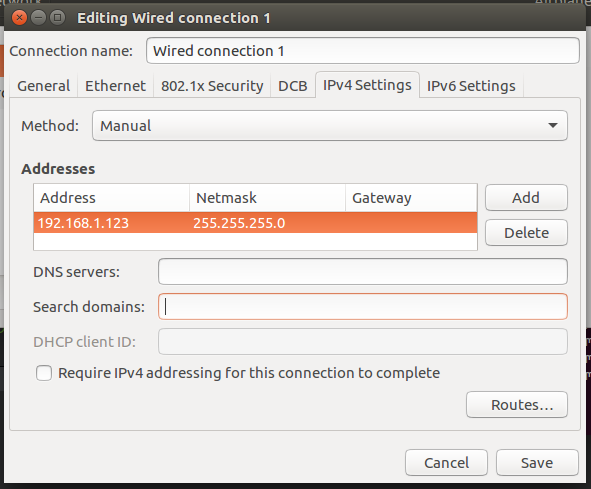 Editing Wired connection 1
Connection name: Wired connection 1
General Ethernet 802.1x Security DCB IPv4 Settings IPv6 Settings
Method: Manual
Addresses
Address Netmask Gateway
192.168.1.123 255.255.255.0
Add
Delete
DNS servers:
Search domains:
DHCP client ID:
Require IPv4 addressing for this connection to complete
Routes...
Cancel Save